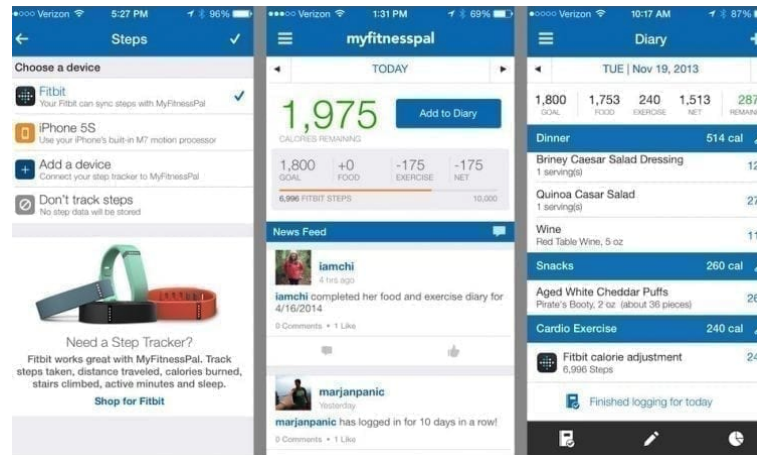 Verizon 5:27 PM 96%
Steps
Choose a device
Fitbit
Your Fitbit can sync steps with MyFitnessPal
iPhone 5S
Use your iPhone's built-in M7 motion processor
Add a device
Connect your step tracker to MyFitnessPal
Don't track steps
No step data will be stored
Need a Step Tracker?
Fitbit works great with MyFitnessPal. Track
steps taken, distance traveled, calories burned,
stairs climbed, active minutes and sleep.
Shop for Fitbit
Verizon 1:31 PM 69%
myfitnesspal
TODAY
1,975
CALORIES REMAINING
Add to Diary
1,800 +0 -175 -175
GOAL FOOD EXERCISE NET
6,996 FITBIT STEPS 10,000
News Feed
iamchi
4 hrs ago
iamchi completed her food and exercise diary for
4/16/2014
0 Comments • 1 Like
marjanpanic
Yesterday
marjanpanic has logged in for 10 days in a row!
0 Comments • 1 Like
Verizon 10:17 AM 87%
Diary
TUE | Nov 19, 2013
1,800 1,753 240 1,513 287
GOAL FOOD EXERCISE NET
Dinner 514 cal
Briney Caesar Salad Dressing
1 serving(s)
Quinoa Casar Salad
1 serving(s)
Wine
Red Table Wine, 5 oz
Snacks 260 cal
Aged White Cheddar Puffs
Pirate's Booty, 2 oz (about 36 pieces)
Cardio Exercise 240 cal
Fitbit calorie adjustment
6,996 Steps
Finished logging for today